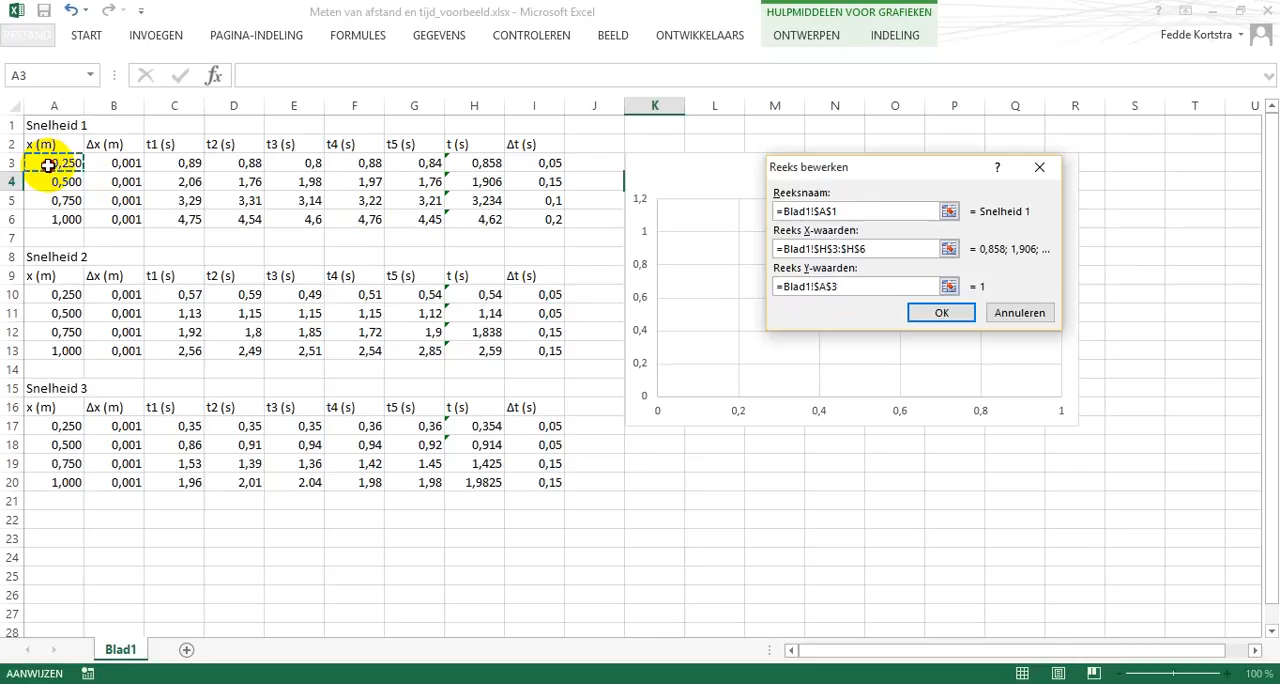 Meten van afstand en tijd_voorbeeld.xlsx - Microsoft Excel
HULPMIDDELEN VOOR GRAFIEKEN
BESTAND START INVOEGEN PAGINA-INDELING FORMULES GEGEVENS CONTROLEREN BEELD ONTWIKKELAARS ONTWERPEN INDELING Fedde Kortstra
A3 fx
A B C D E F G H I J K L M N O P Q R S T U
1 Snelheid 1
2 x (m) Δx (m) t1 (s) t2 (s) t3 (s) t4 (s) t5 (s) t (s) Δt (s)
3 0,250 0,001 0,89 0,88 0,8 0,88 0,84 0,858 0,05
4 0,500 0,001 2,06 1,76 1,98 1,97 1,76 1,906 0,15
5 0,750 0,001 3,29 3,31 3,14 3,22 3,21 3,234 0,1
6 1,000 0,001 4,75 4,54 4,6 4,76 4,45 4,62 0,2
7
8 Snelheid 2
9 x (m) Δx (m) t1 (s) t2 (s) t3 (s) t4 (s) t5 (s) t (s) Δt (s)
10 0,250 0,001 0,57 0,59 0,49 0,51 0,54 0,54 0,05
11 0,500 0,001 1,13 1,15 1,15 1,15 1,12 1,14 0,05
12 0,750 0,001 1,92 1,8 1,85 1,72 1,9 1,838 0,15
13 1,000 0,001 2,56 2,49 2,51 2,54 2,85 2,59 0,15
14
15 Snelheid 3
16 x (m) Δx (m) t1 (s) t2 (s) t3 (s) t4 (s) t5 (s) t (s) Δt (s)
17 0,250 0,001 0,35 0,35 0,35 0,36 0,36 0,354 0,05
18 0,500 0,001 0,86 0,91 0,94 0,94 0,92 0,914 0,05
19 0,750 0,001 1,53 1,39 1,36 1,42 1.45 1,425 0,15
20 1,000 0,001 1,96 2,01 2.04 1,98 1,98 1,9825 0,15
21
22
23
24
25
26
27
28
Reeks bewerken ?
Reeksnaam:
=Blad1!$A$1 = Snelheid 1
Reeks X-waarden:
=Blad1!$H$3:$H$6 = 0,858; 1,906; ...
Reeks Y-waarden:
=Blad1!$A$3 = 1
OK Annuleren
1,2
1
0,8
0,6
0,4
0,2
0
0 0,2 0,4 0,6 0,8 1
Blad1
AANWIJZEN 100 %